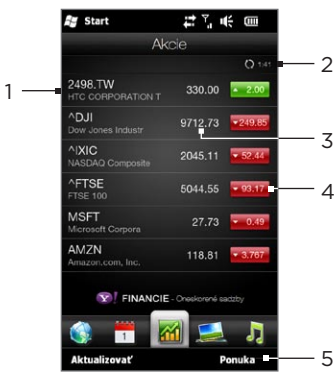 Start
Akcie
1:41
2498.TW 330.00 2.00
HTC CORPORATION T
^DJI 9712.73 249.85
Dow Jones Industr
^IXIC 2045.11 52.44
NASDAQ Composite
^FTSE 5044.55 93.17
FTSE 100
MSFT 27.73 0.49
Microsoft Corpora
AMZN 118.81 3.767
Amazon.com, Inc.
Y! FINANCIE - Oneskorené sadzby
1
Aktualizovať Ponuka
1
2
3
4
5